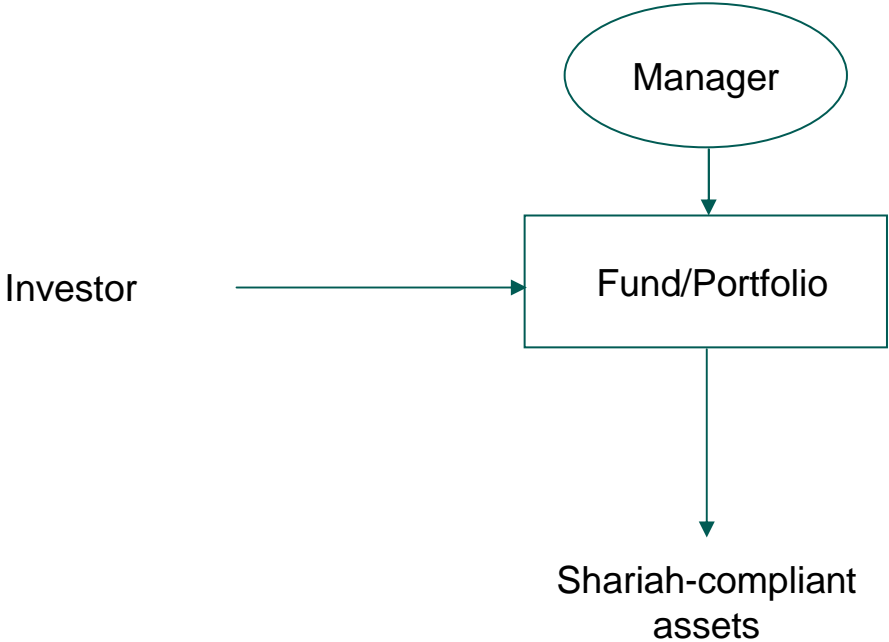 Manager
Investor
Fund/Portfolio
Shariah-compliant
assets